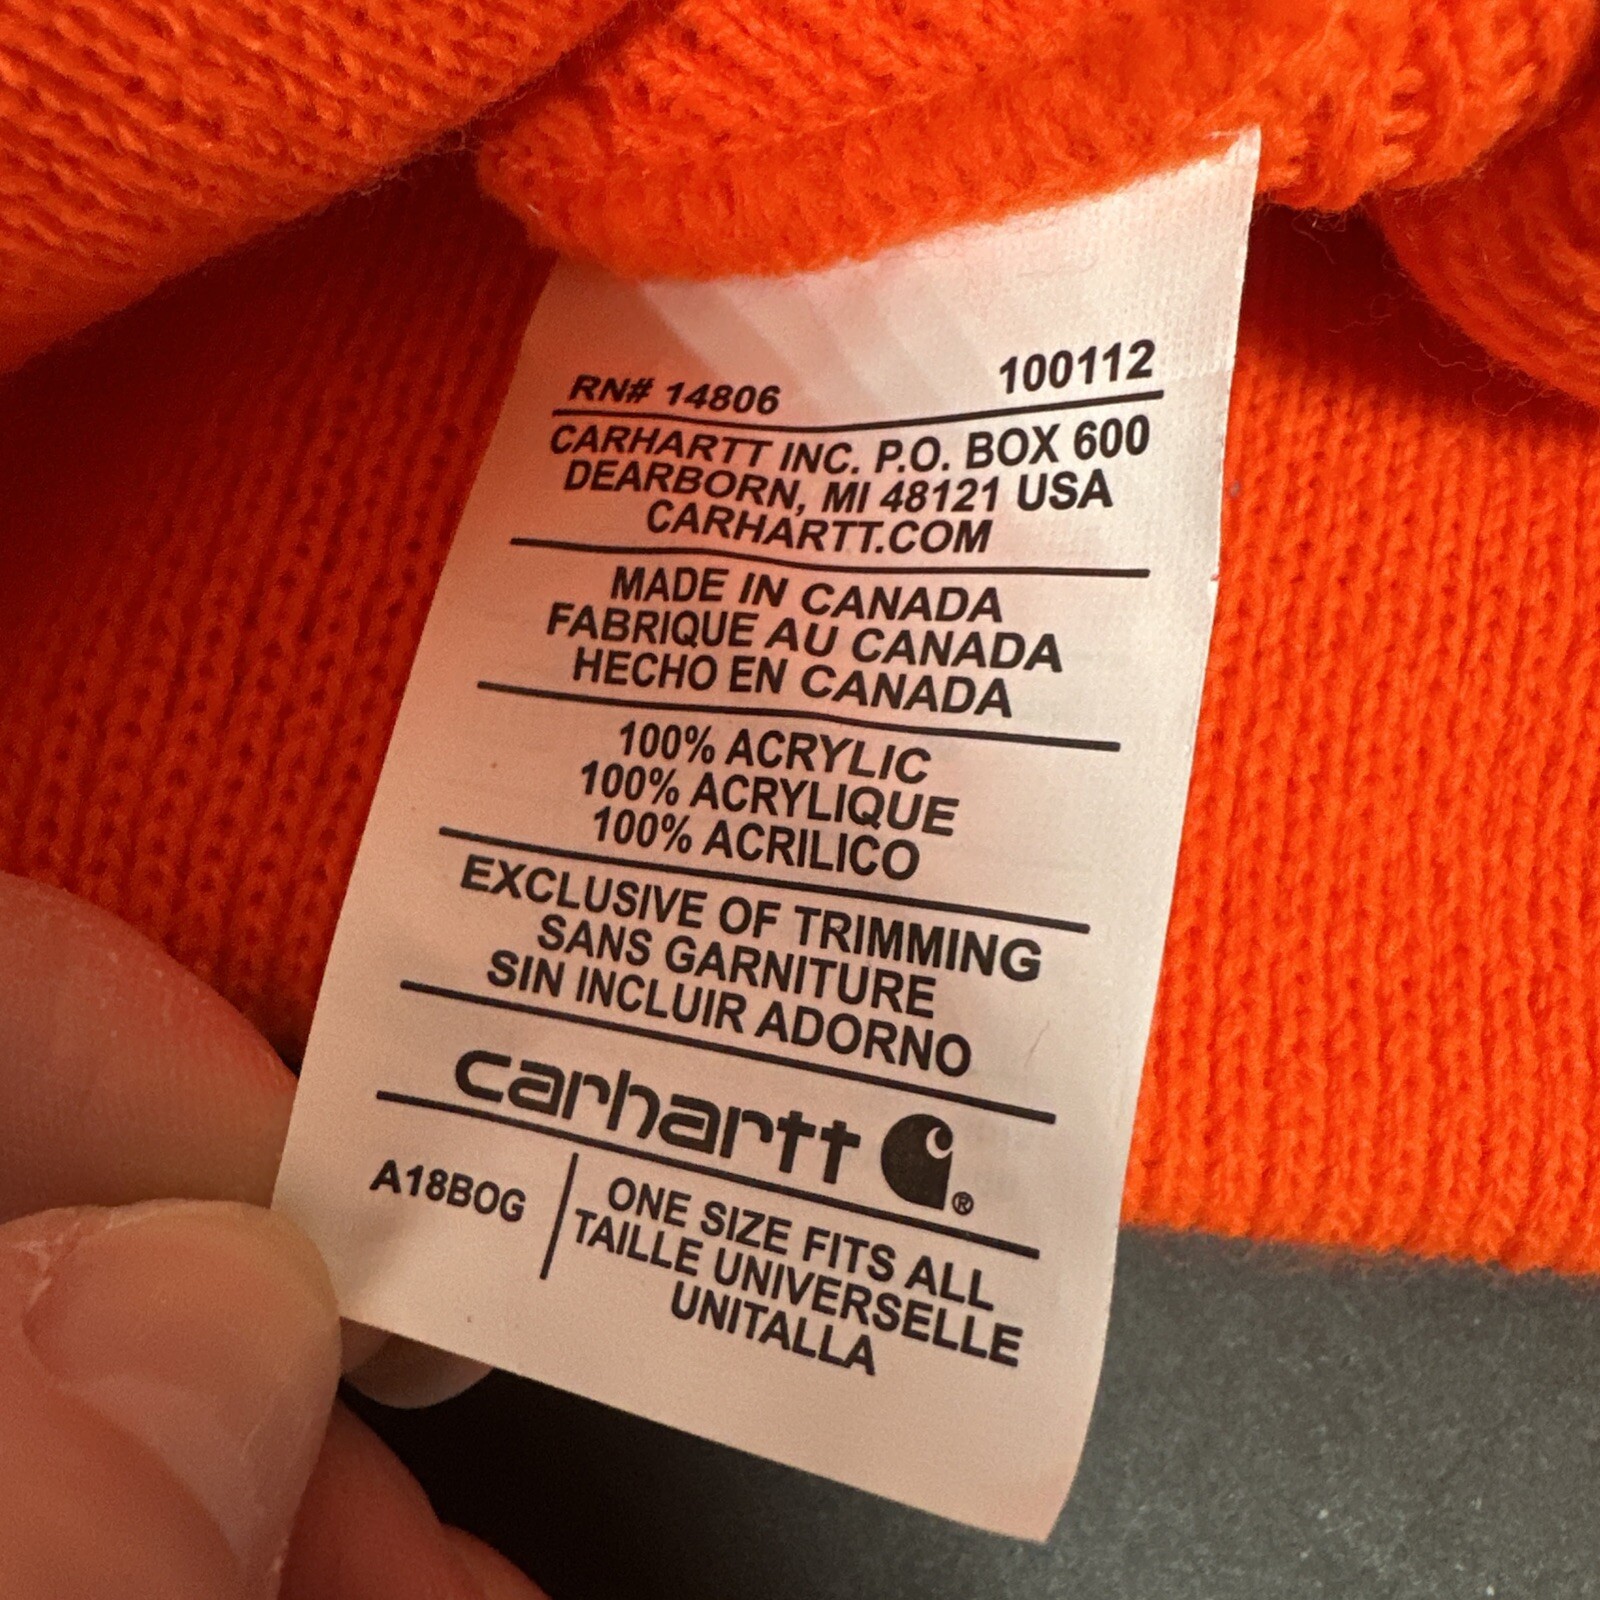 RN# 14806 100112
CARHARTT INC. P.O. BOX 600
DEARBORN, MI 48121 USA
CARHARTT.COM
MADE IN CANADA
FABRIQUE AU CANADA
HECHO EN CANADA
100% ACRYLIC
100% ACRYLIQUE
100% ACRILICO
EXCLUSIVE OF TRIMMING
SANS GARNITURE
SIN INCLUIR ADORNO
carhartt ®
A18BOG
ONE SIZE FITS ALL
TAILLE UNIVERSELLE
UNITALLA